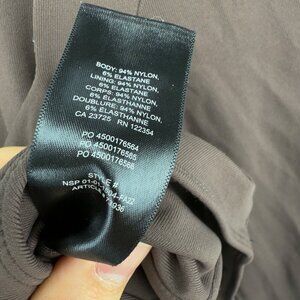 BODY: 94% NYLON,
6% ELASTANE
LINING: 94% NYLON,
6% ELASTANE
CORPS: 94% NYLON,
6% ELASTHANNE
DOUBLURE: 94% NYLON,
6% ELASTHANNE
CA 23725 RN 122354
PO 4500176564
PO 4500176565
PO 4500176566
STYLE #